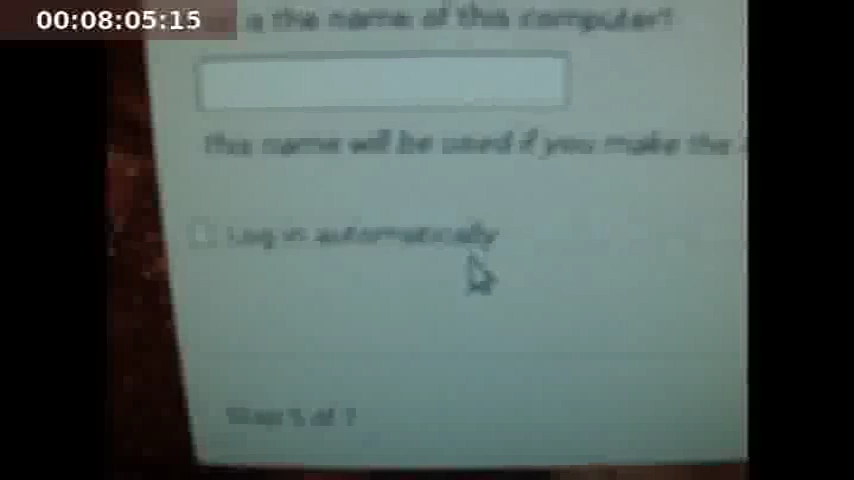 00:08:05:15
is the name of this computer?
this name will be used if you make the
Log in automatically
Step 5 of 7